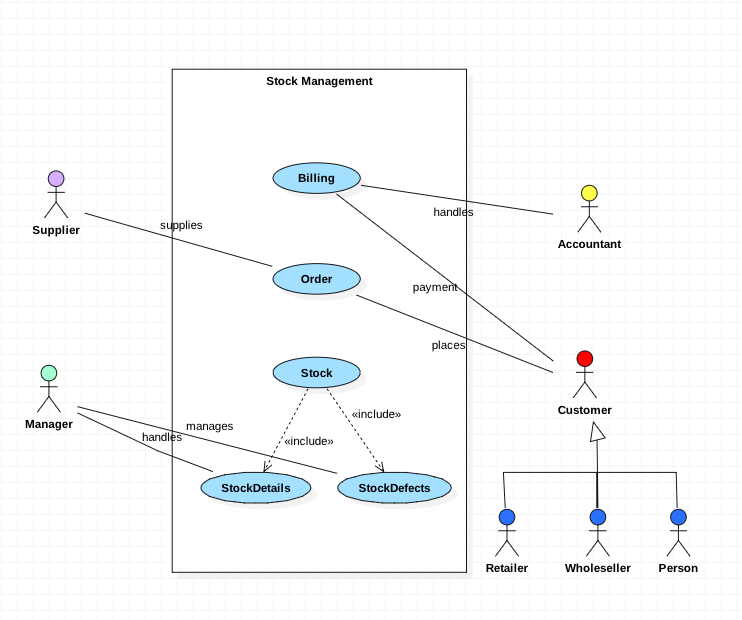 Stock Management
Billing
handles
Supplier
supplies
Accountant
Order
payment
places
Stock
Manager
manages
handles
«include»
«include»
Customer
StockDetails
StockDefects
Retailer
Wholeseller
Person